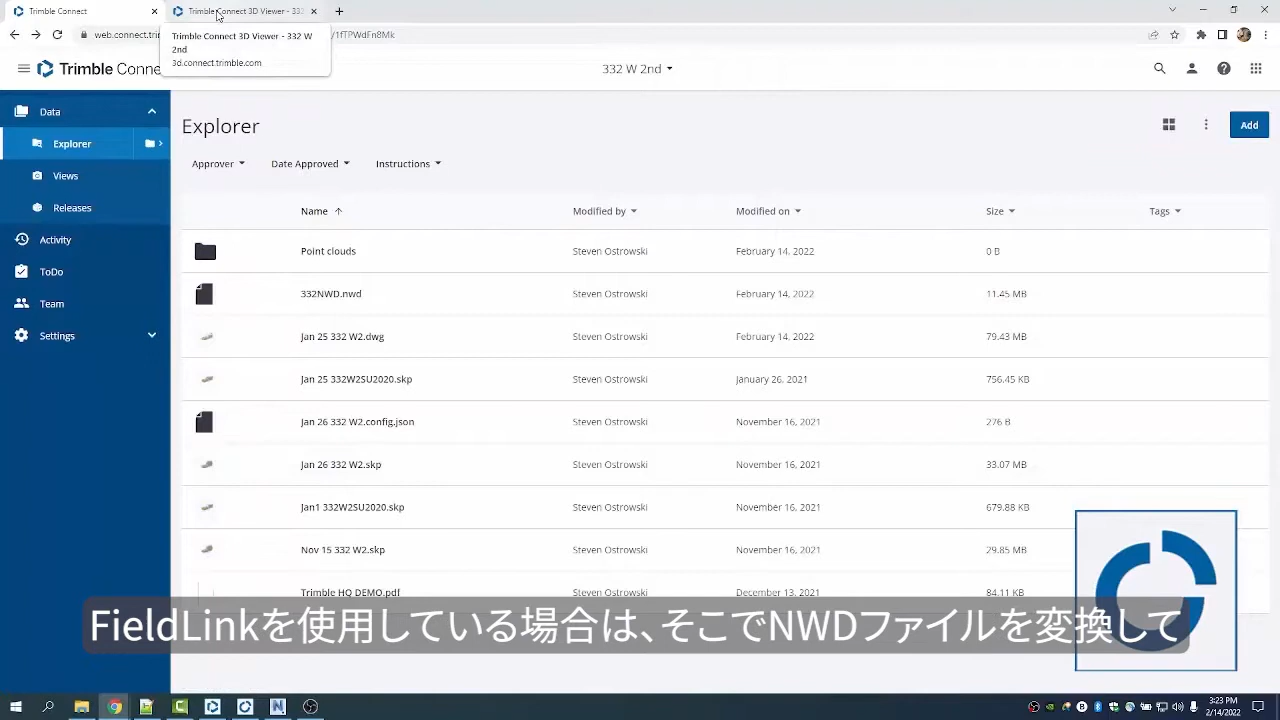 Trimble Connect
Trimble Connect 3D Viewer - 332
Trimble Connect 3D Viewer - 332 W
2nd
3d.connect.trimble.com
web.connect.trim
/1fTPWdFn8Mk
Trimble Conne
332 W 2nd
Data
Explorer
Views
Releases
Activity
ToDo
Team
Settings
Explorer
Add
Approver
Date Approved
Instructions
Name Modified by Modified on Size Tags
Point clouds Steven Ostrowski February 14, 2022 0 B
332NWD.nwd Steven Ostrowski February 14, 2022 11.45 MB
Jan 25 332 W2.dwg Steven Ostrowski February 14, 2022 79.43 MB
Jan 25 332W2SU2020.skp Steven Ostrowski January 26, 2021 756.45 KB
Jan 26 332 W2.config.json Steven Ostrowski November 16, 2021 276 B
Jan 26 332 W2.skp Steven Ostrowski November 16, 2021 33.07 MB
Jan1 332W2SU2020.skp Steven Ostrowski November 16, 2021 679.88 KB
Nov 15 332 W2.skp Steven Ostrowski November 16, 2021 29.85 MB
Trimble HQ DEMO.pdf Steven Ostrowski December 13, 2021 84.11 KB
FieldLinkを使用している場合は、そこでNWDファイルを変換して
3:23 PM
2/14/2022